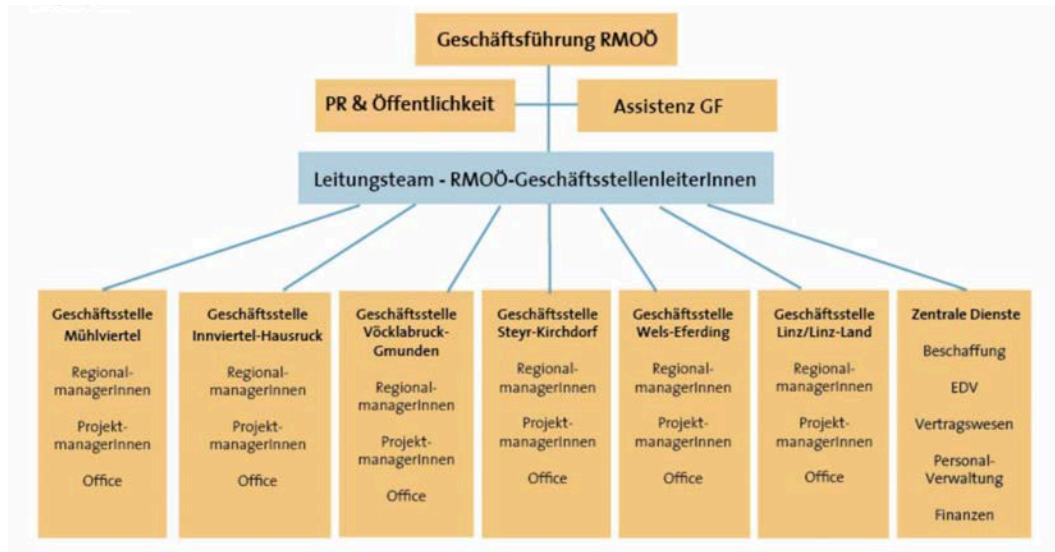 Geschäftsführung RMOÖ
PR & Öffentlichkeit
Assistenz GF
Leitungsteam - RMOÖ-GeschäftsstellenleiterInnen
Geschäftsstelle
Mühlviertel
Regional-
managerInnen
Projekt-
managerInnen
Office
Geschäftsstelle
Innviertel-Hausruck
Regional-
managerInnen
Projekt-
managerInnen
Office
Geschäftsstelle
Vöcklabruck-
Gmunden
Regional-
managerInnen
Projekt-
managerInnen
Office
Geschäftsstelle
Steyr-Kirchdorf
Regional-
managerInnen
Projekt-
managerInnen
Office
Geschäftsstelle
Wels-Eferding
Regional-
managerInnen
Projekt-
managerInnen
Office
Geschäftsstelle
Linz/Linz-Land
Regional-
managerInnen
Projekt-
managerInnen
Office
Zentrale Dienste
Beschaffung
EDV
Vertragswesen
Personal-
Verwaltung
Finanzen